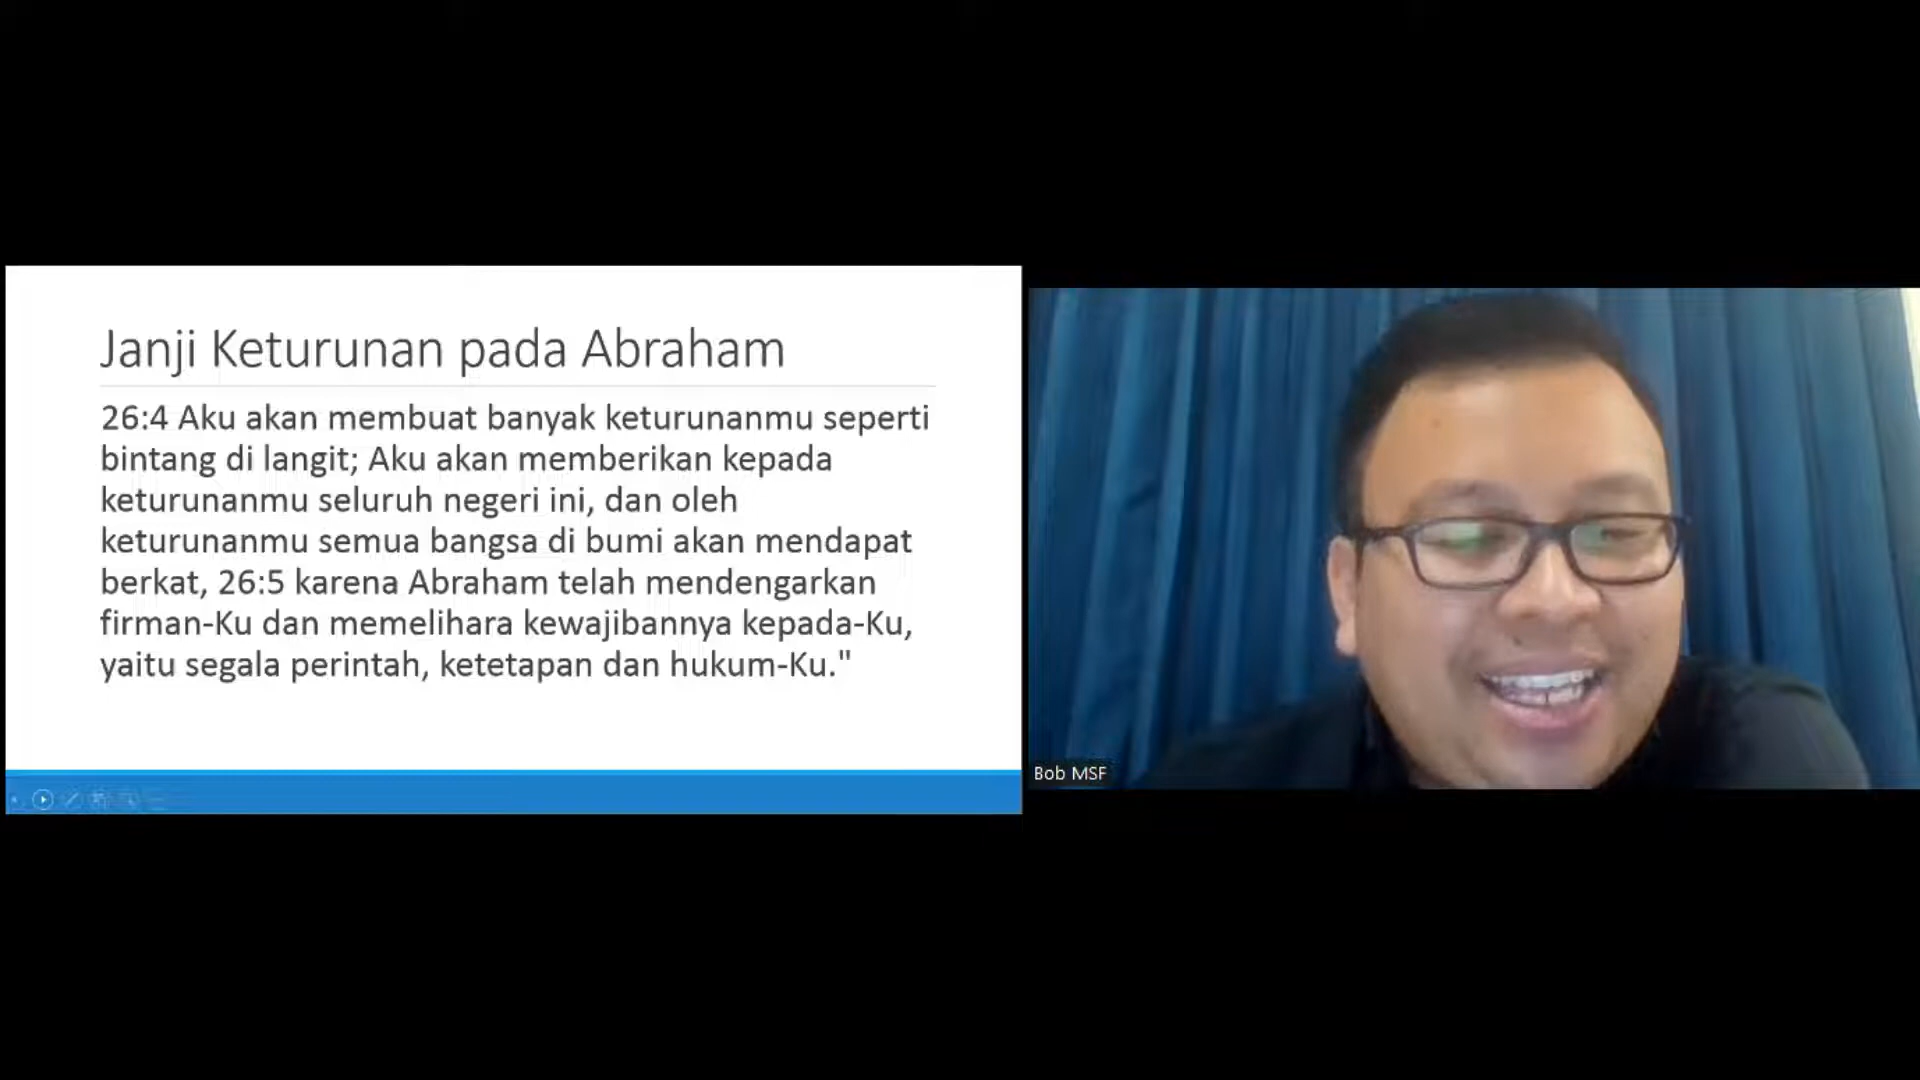 Janji Keturunan pada Abraham
26:4 Aku akan membuat banyak keturunanmu seperti
bintang di langit; Aku akan memberikan kepada
keturunanmu seluruh negeri ini, dan oleh
keturunanmu semua bangsa di bumi akan mendapat
berkat, 26:5 karena Abraham telah mendengarkan
firman-Ku dan memelihara kewajibannya kepada-Ku,
yaitu segala perintah, ketetapan dan hukum-Ku."
Bob MSF